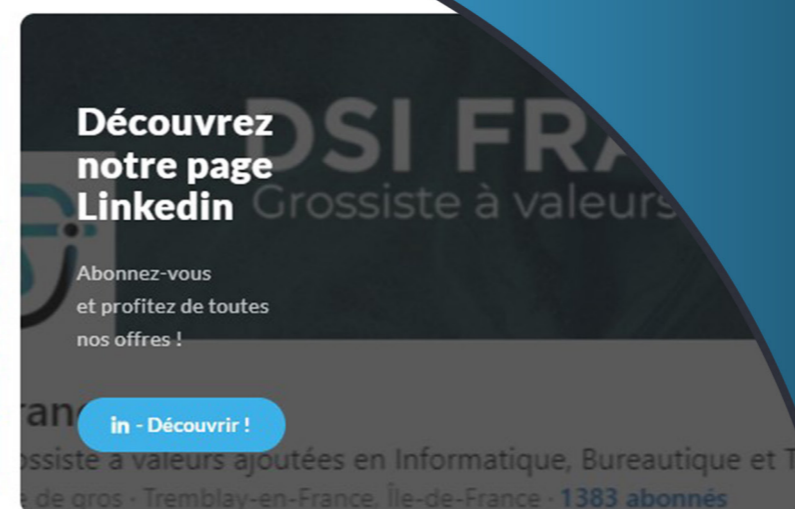 Découvrez
notre page
Linkedin
Abonnez-vous
et profitez de toutes
nos offres !
in - Découvrir !
DSI FRA
Grossiste à valeurs
ran
ossiste à valeurs ajoutées en Informatique, Bureautique et T
de gros · Tremblay-en-France, Île-de-France · 1383 abonnés